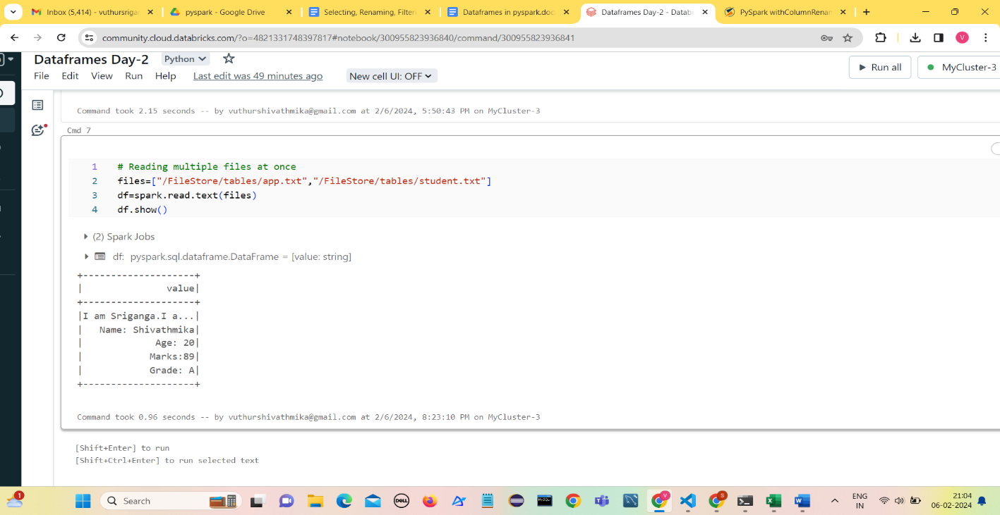 Inbox (5,414) - vuthursriga
pyspark - Google Drive
Selecting, Renaming, Filteri
Dataframes in pyspark.doc
Dataframes Day-2 - Datab
PySpark withColumnRenam
community.cloud.databricks.com/?o=4821331748397817#notebook/300955823936840/command/300955823936841
V
Dataframes Day-2 Python
File Edit View Run Help Last edit was 49 minutes ago New cell UI: OFF
Run all MyCluster-3
Command took 2.15 seconds -- by vuthurshivathmika@gmail.com at 2/6/2024, 5:50:43 PM on MyCluster-3
Cmd 7
1 # Reading multiple files at once
2 files=["/FileStore/tables/app.txt","/FileStore/tables/student.txt"]
3 df=spark.read.text(files)
4 df.show()
(2) Spark Jobs
df: pyspark.sql.dataframe.DataFrame = [value: string]
+--------------------+
|               value|
+--------------------+
|I am Sriganga.I a...|
|   Name: Shivathmika|
|             Age: 20|
|            Marks:89|
|            Grade: A|
+--------------------+
Command took 0.96 seconds -- by vuthurshivathmika@gmail.com at 2/6/2024, 8:23:10 PM on MyCluster-3
[Shift+Enter] to run
[Shift+Ctrl+Enter] to run selected text
1
Search
DELL
V
S
ENG
IN
21:04
06-02-2024